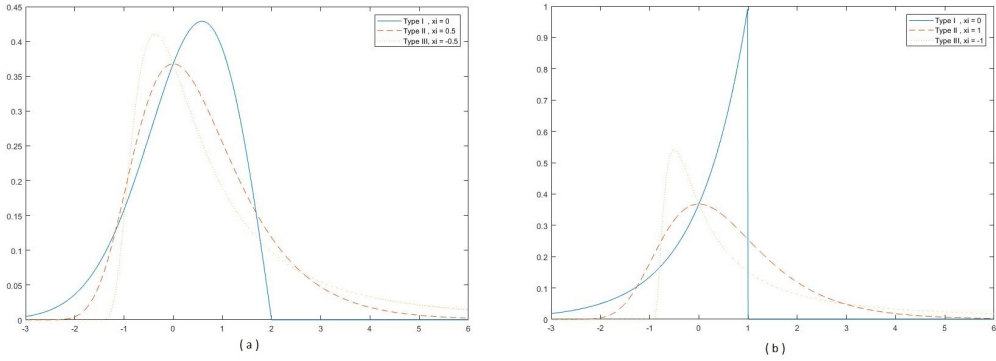 0.45
0.4
0.35
0.3
0.25
0.2
0.15
0.1
0.05
0
-3 -2 -1 0 1 2 3 4 5 6
Type I , xi = 0
Type II , xi = 0.5
Type III, xi = -0.5
( a )
1
0.9
0.8
0.7
0.6
0.5
0.4
0.3
0.2
0.1
0
-3 -2 -1 0 1 2 3 4 5 6
Type I , xi = 0
Type II , xi = 1
Type III, xi = -1
( b )